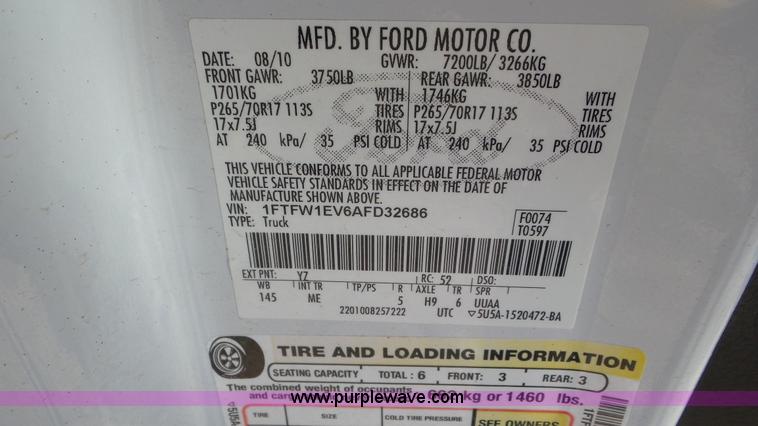 MFD. BY FORD MOTOR CO.
DATE: 08/10 GVWR: 7200LB/ 3266KG
FRONT GAWR: 3750LB REAR GAWR: 3850LB
1701KG WITH 1746KG WITH
P265/70R17 113S TIRES P265/70R17 113S TIRES
17x7.5J RIMS 17x7.5J RIMS
AT 240 kPa/ 35 PSI COLD AT 240 kPa/ 35 PSI COLD
THIS VEHICLE CONFORMS TO ALL APPLICABLE FEDERAL MOTOR
VEHICLE SAFETY STANDARDS IN EFFECT ON THE DATE OF
MANUFACTURE SHOWN ABOVE.
VIN: 1FTFW1EV6AFD32686 F0074
TYPE: Truck T0597
Ford
EXT PNT: YZ RC: 52 DSO:
WB INT TR TP/PS R AXLE TR SPR
145 ME 5 H9 6 UUAA
2201008257222 UTC ▽5U5A-1520472-BA
TIRE AND LOADING INFORMATION
SEATING CAPACITY TOTAL : 6 FRONT: 3 REAR: 3
The combined weight of occupants
and kg or 1460 lbs.
www.purplewave.com
TIRE SIZE COLD TIRE PRESSURE SEE OWNERS
▽5U5A
1FTF